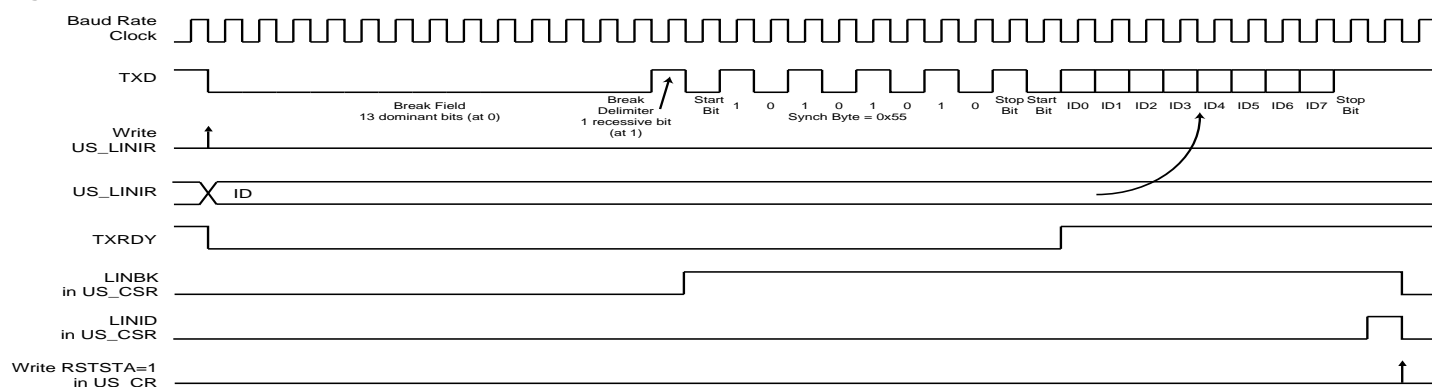 Baud Rate
Clock
TXD
Break Field
13 dominant bits (at 0)
Break
Delimiter
1 recessive bit
(at 1)
Start
Bit
1 0 1 0 1 0 1 0
Synch Byte = 0x55
Stop
Bit
Start
Bit
ID0 ID1 ID2 ID3 ID4 ID5 ID6 ID7
Stop
Bit
Write
US_LINIR
US_LINIR
ID
TXRDY
LINBK
in US_CSR
LINID
in US_CSR
Write RSTSTA=1
in US_CR